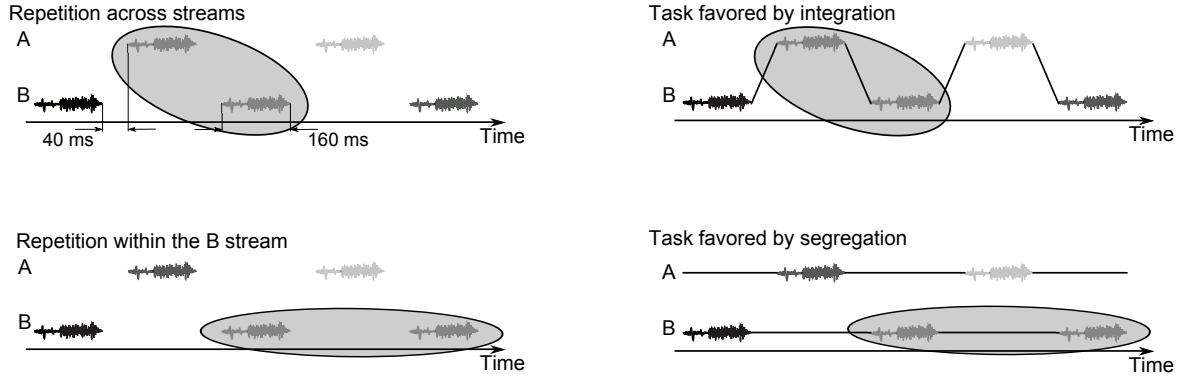 Repetition across streams
A
B
40 ms
160 ms
Time
Task favored by integration
A
B
Time
Repetition within the B stream
A
B
Time
Task favored by segregation
A
B
Time